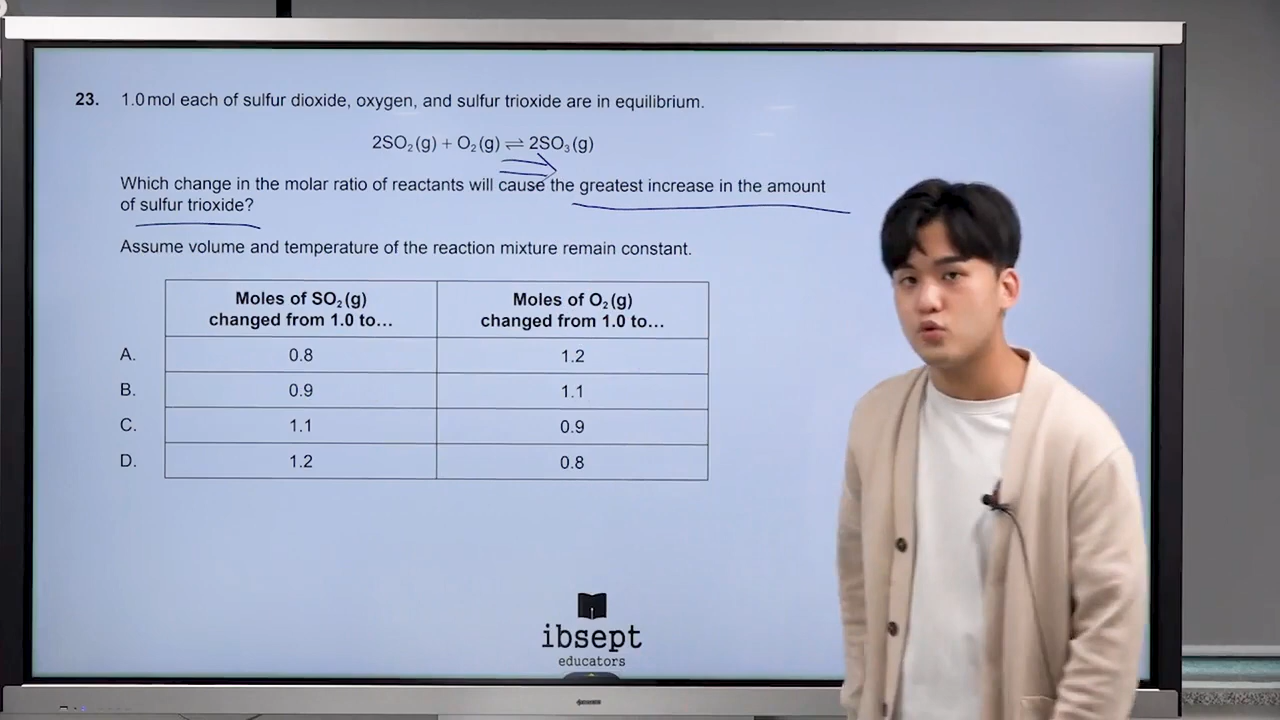 23. 1.0 mol each of sulfur dioxide, oxygen, and sulfur trioxide are in equilibrium.
2SO₂(g) + O₂(g) ⇌ 2SO₃(g)
Which change in the molar ratio of reactants will cause the greatest increase in the amount
of sulfur trioxide?
Assume volume and temperature of the reaction mixture remain constant.
Moles of SO₂(g) changed from 1.0 to... Moles of O₂(g) changed from 1.0 to...
A. 0.8 1.2
B. 0.9 1.1
C. 1.1 0.9
D. 1.2 0.8
ibsept
educators